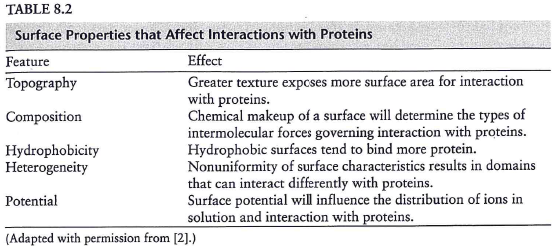 TABLE 8.2
Surface Properties that Affect Interactions with Proteins
Feature Effect
Topography Greater texture exposes more surface area for interaction
with proteins.
Composition Chemical makeup of a surface will determine the types of
intermolecular forces governing interaction with proteins.
Hydrophobicity Hydrophobic surfaces tend to bind more protein.
Heterogeneity Nonuniformity of surface characteristics results in domains
that can interact differently with proteins.
Potential Surface potential will influence the distribution of ions in
solution and interaction with proteins.
(Adapted with permission from [2].)